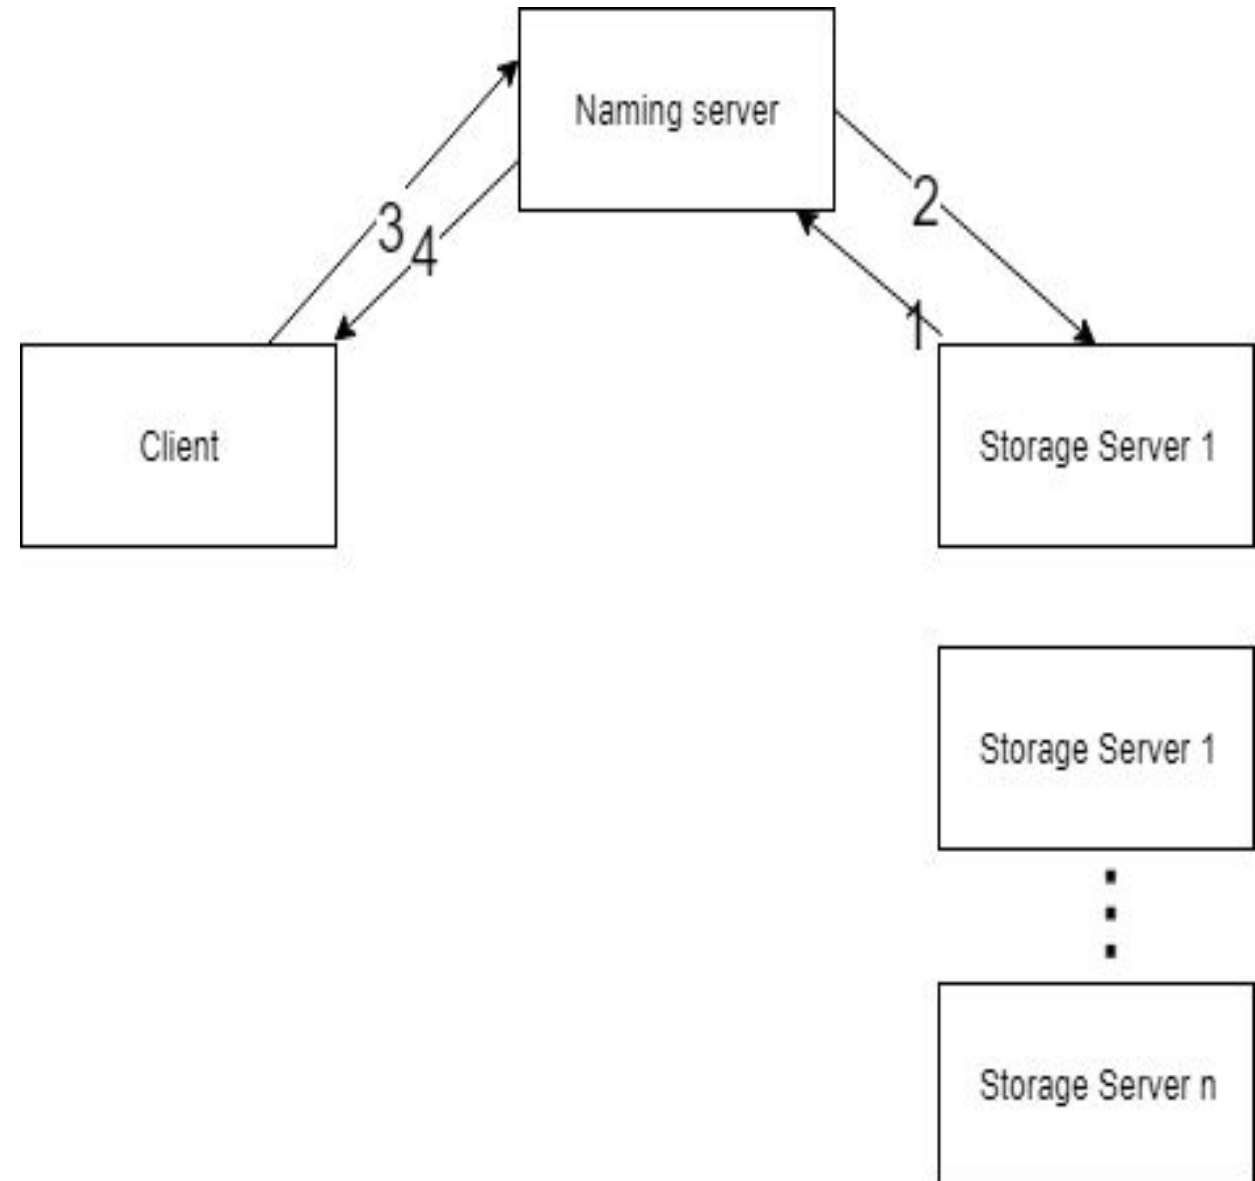 Naming server
3
4
2
1
Client
Storage Server 1
Storage Server 1
Storage Server n